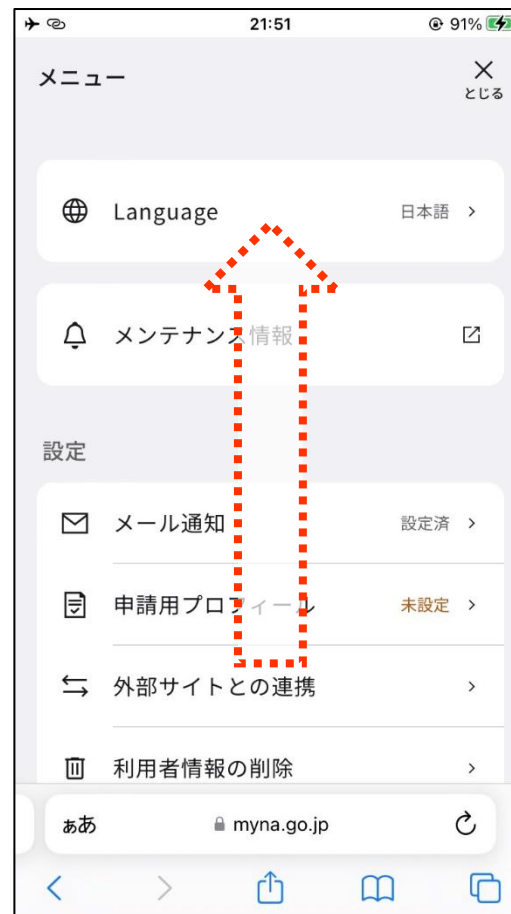 21:51
91%
メニュー
とじる
Language 日本語
メンテナンス情報
設定
メール通知 設定済
申請用プロフィール 未設定
外部サイトとの連携
利用者情報の削除
ぁあ myna.go.jp